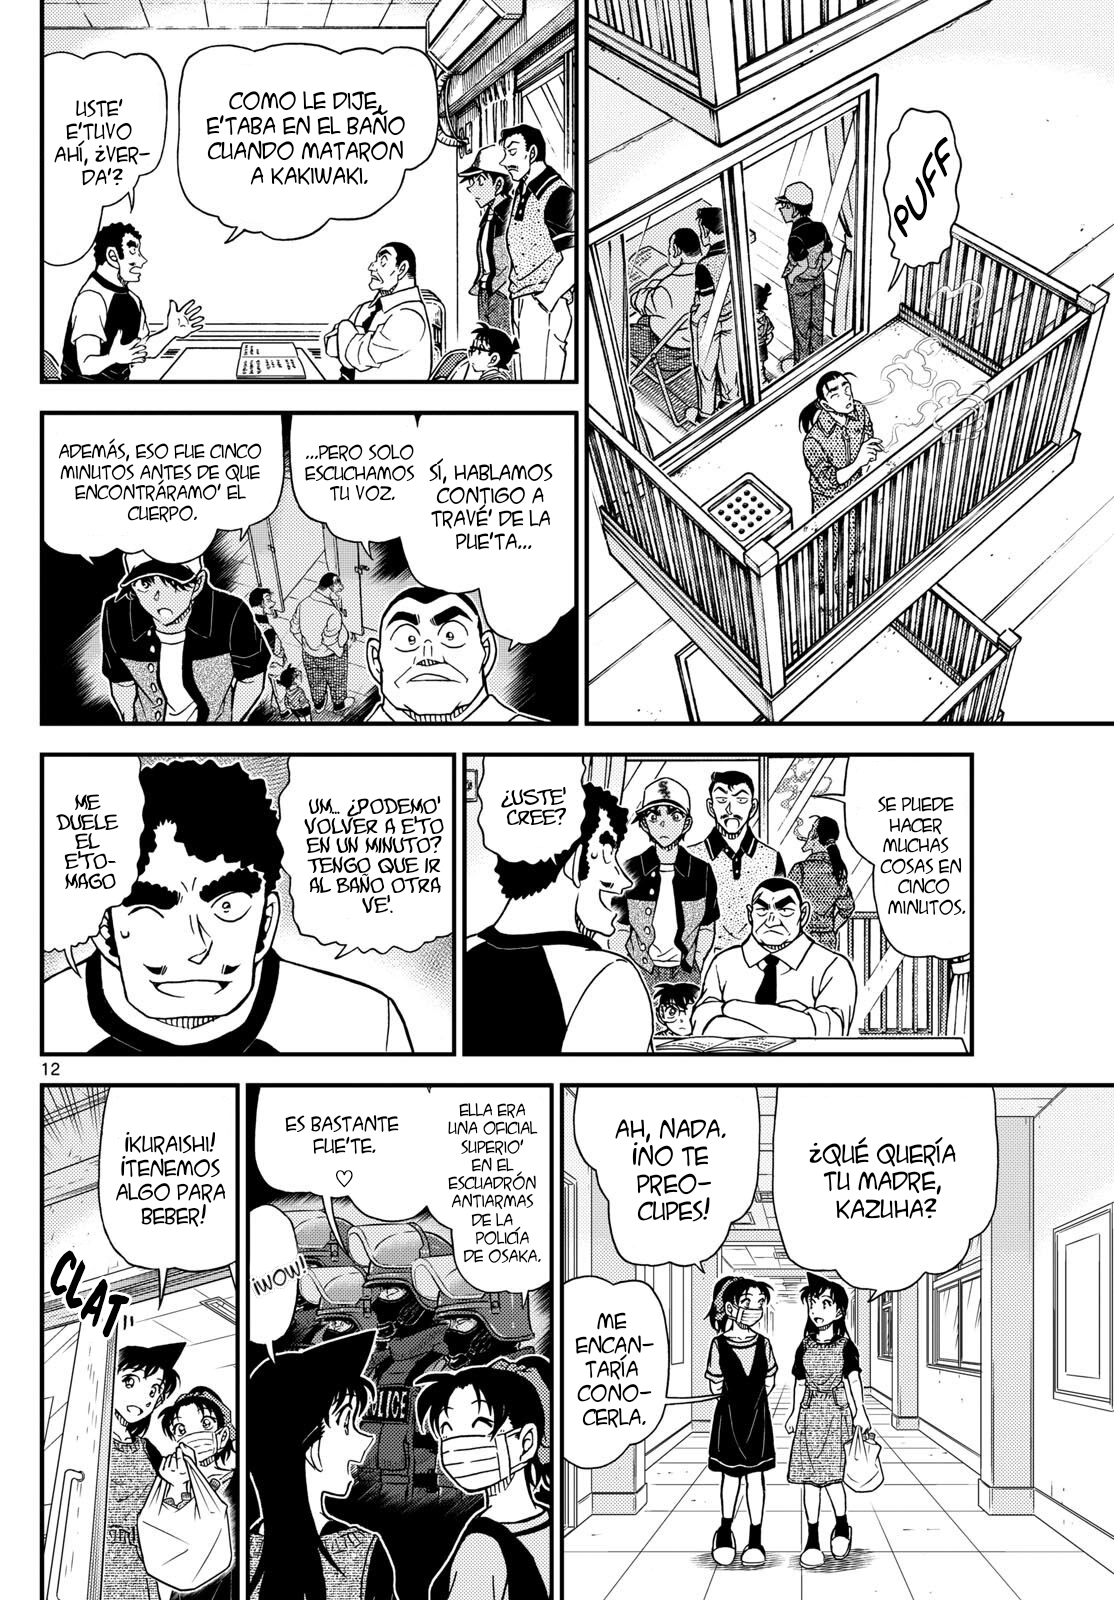 PUFF
COMO LE DIJE,
E'TABA EN EL BAÑO
CUANDO MATARON
A KAKIWAKI.
USTE'
E'TUVO
AHÍ, ¿VER-
DA'?
SÍ, HABLAMOS
CONTIGO A
TRAVÉ' DE LA
PUE'TA...
...PERO SOLO
ESCUCHAMOS
TU VOZ.
ADEMÁS, ESO FUE CINCO
MINUTOS ANTES DE QUE
ENCONTRÁRAMO' EL
CUERPO.
SE PUEDE
HACER
MUCHAS
COSAS EN
CINCO
MINUTOS.
¿USTE'
CREE?
UM... ¿PODEMO'
VOLVER A E'TO
EN UN MINUTO?
TENGO QUE IR
AL BAÑO OTRA
VE'.
ME
DUELE
EL
E'TO-
MAGO
12
¿QUÉ QUERÍA
TU MADRE,
KAZUHA?
AH, NADA.
¡NO TE
PREO-
CUPES!
ME
ENCAN-
TARÍA
CONO-
CERLA.
ELLA ERA
UNA OFICIAL
SUPERIO'
EN EL
ESCUADRÓN
ANTIARMAS
DE LA
POLICÍA
DE OSAKA.
ES BASTANTE
FUE'TE.
♡
¡WOW!
POLICE
¡KURAISHI!
¡TENEMOS
ALGO PARA
BEBER!
CLAT